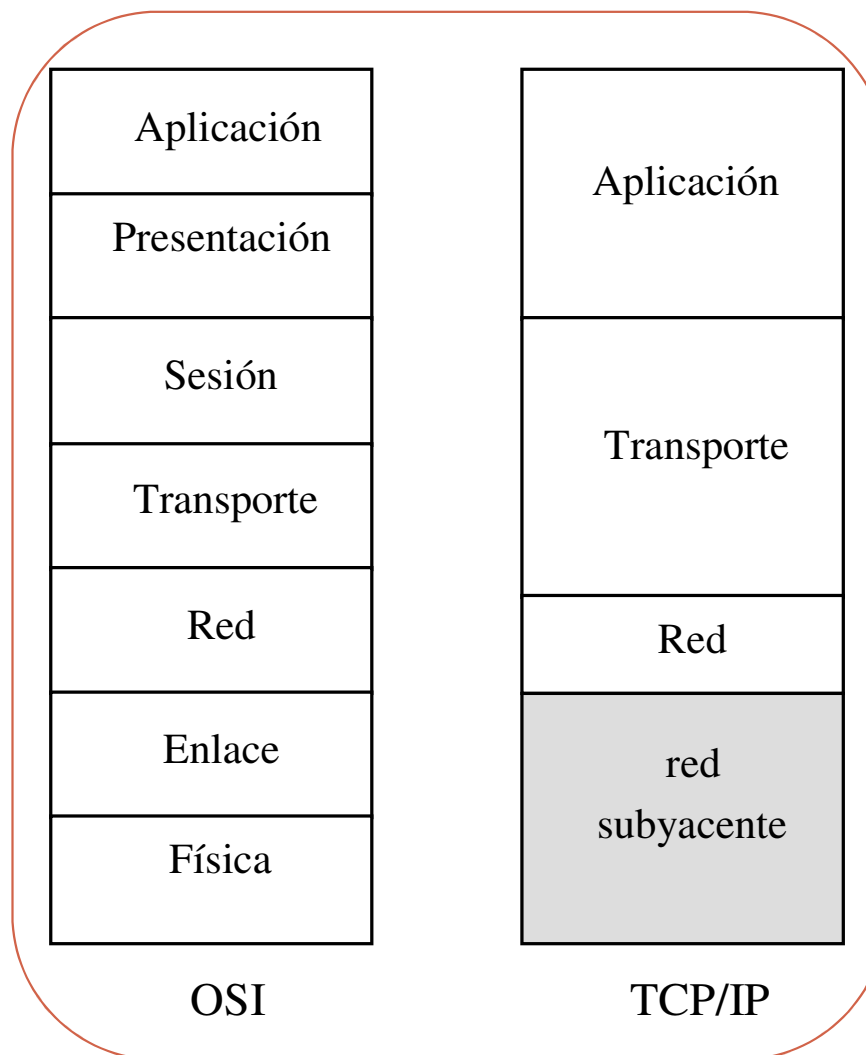 Aplicación
Presentación
Sesión
Transporte
Red
Enlace
Física
OSI
Aplicación
Transporte
Red
red
subyacente
TCP/IP